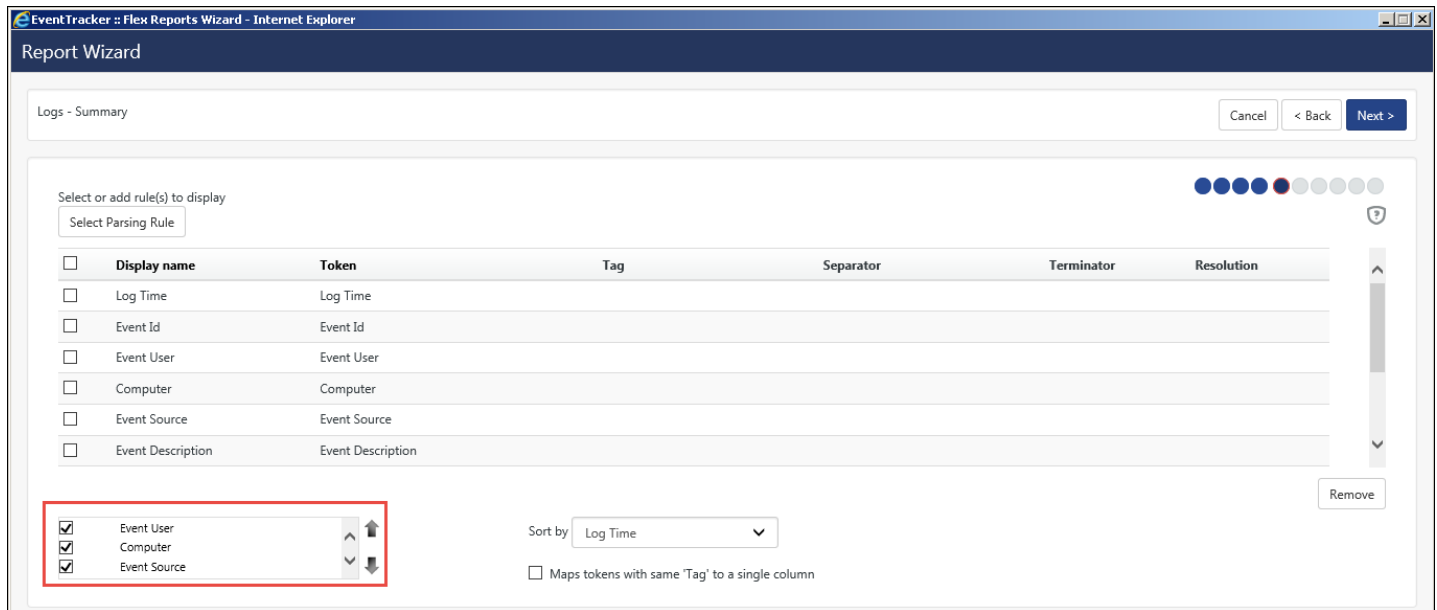 EventTracker :: Flex Reports Wizard - Internet Explorer
Report Wizard
Logs - Summary
Cancel < Back Next >
Select or add rule(s) to display
Select Parsing Rule
?
Display name Token Tag Separator Terminator Resolution
Log Time Log Time
Event Id Event Id
Event User Event User
Computer Computer
Event Source Event Source
Event Description Event Description
Remove
Event User
Computer
Event Source
Sort by Log Time
Maps tokens with same 'Tag' to a single column